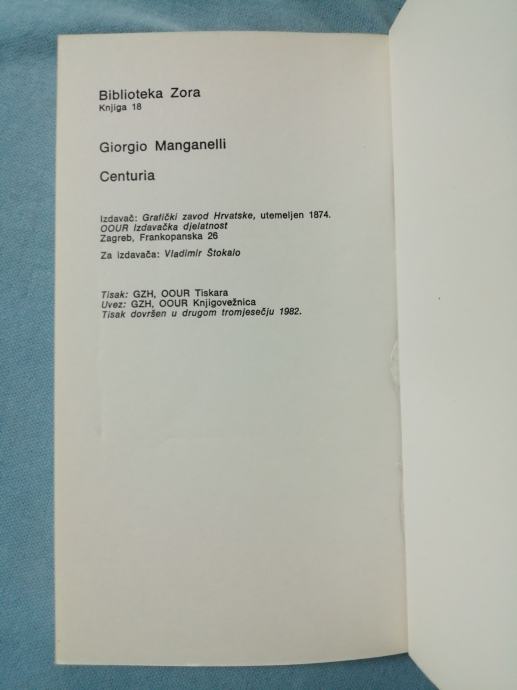 Biblioteka Zora
Knjiga 18
Giorgio Manganelli
Centuria
Izdavač: Grafički zavod Hrvatske, utemeljen 1874.
OOUR Izdavačka djelatnost
Zagreb, Frankopanska 26
Za izdavača: Vladimir Štokalo
Tisak: GZH, OOUR Tiskara
Uvez: GZH, OOUR Knjigovežnica
Tisak dovršen u drugom tromjesečju 1982.